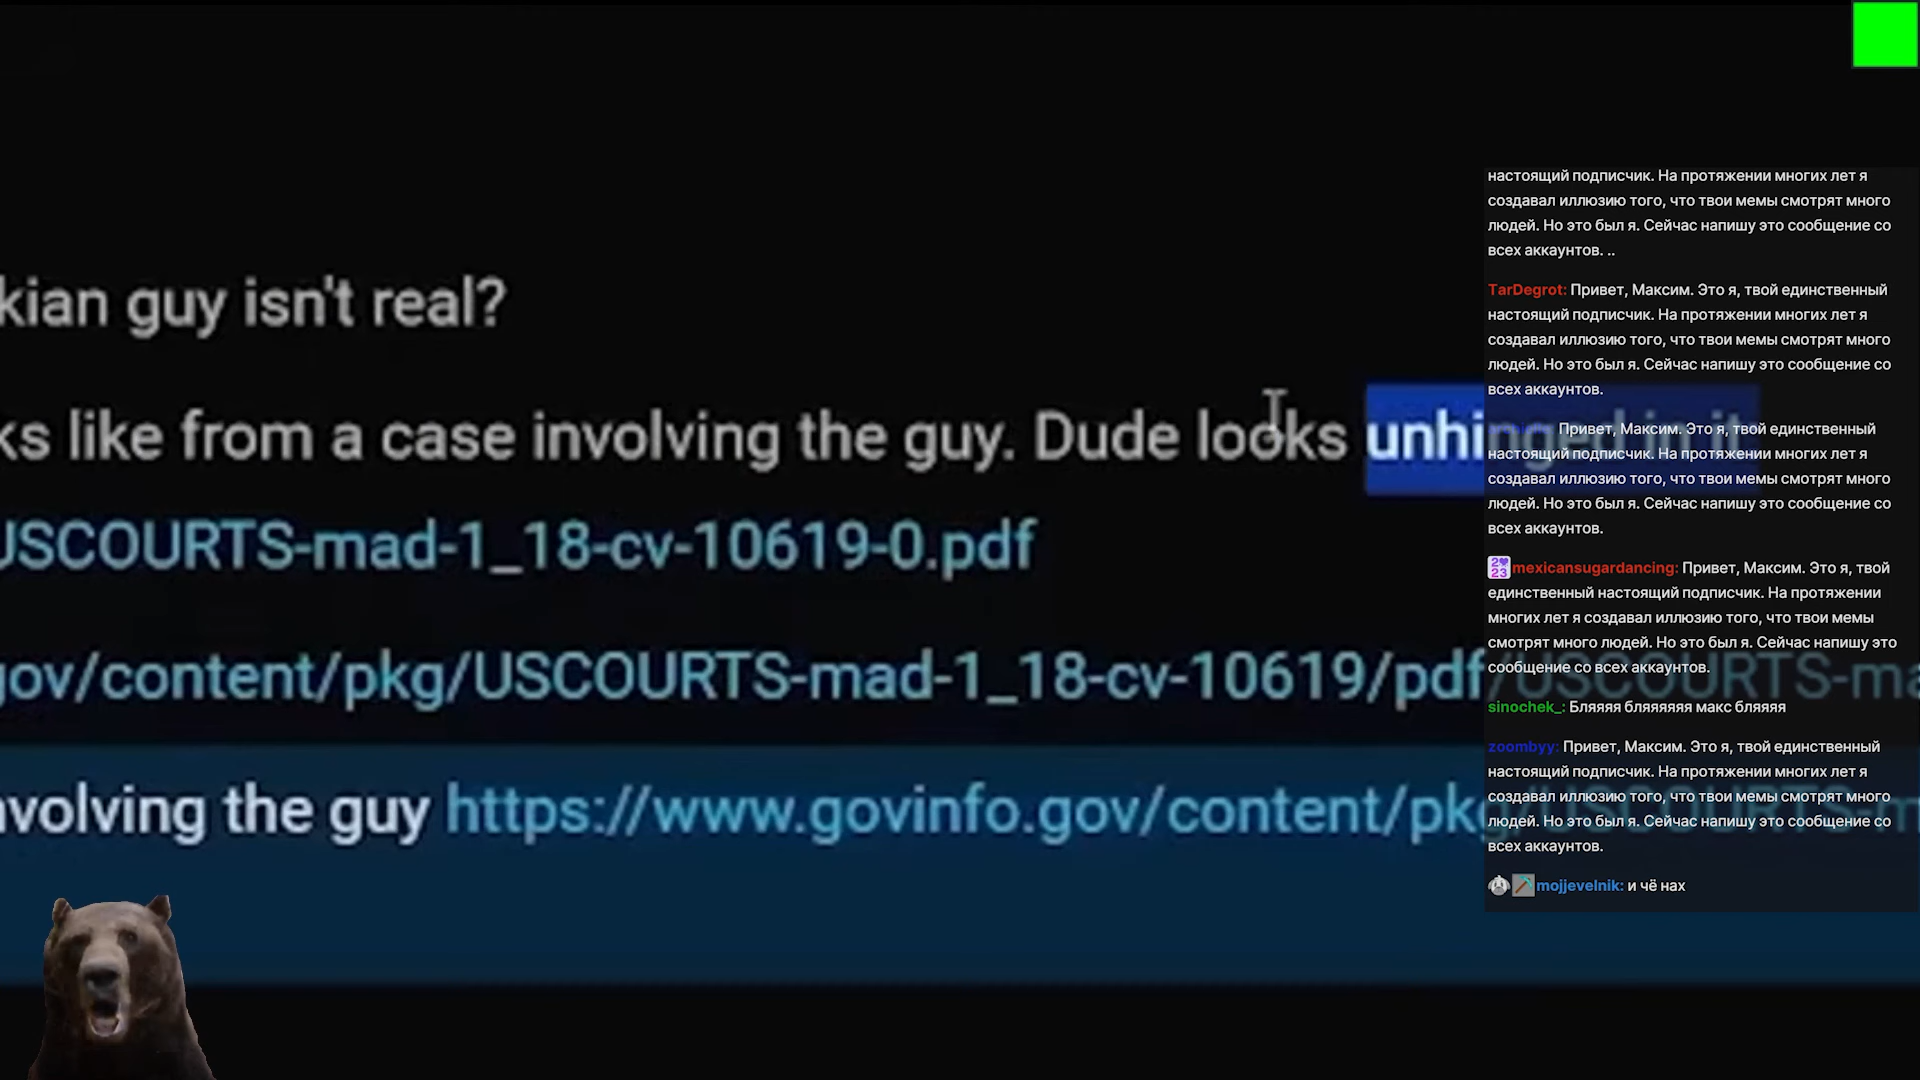 kian guy isn't real?
ks like from a case involving the guy. Dude looks unhinged in it
USCOURTS-mad-1_18-cv-10619-0.pdf
gov/content/pkg/USCOURTS-mad-1_18-cv-10619/pdf/USCOURTS-ma
nvolving the guy https://www.govinfo.gov/content/pkg/USCOURTS-m
настоящий подписчик. На протяжении многих лет я
создавал иллюзию того, что твои мемы смотрят много
людей. Но это был я. Сейчас напишу это сообщение со
всех аккаунтов. ..
TarDegrot: Привет, Максим. Это я, твой единственный
настоящий подписчик. На протяжении многих лет я
создавал иллюзию того, что твои мемы смотрят много
людей. Но это был я. Сейчас напишу это сообщение со
всех аккаунтов.
Привет, Максим. Это я, твой единственный
настоящий подписчик. На протяжении многих лет я
создавал иллюзию того, что твои мемы смотрят много
людей. Но это был я. Сейчас напишу это сообщение со
всех аккаунтов.
mexicansugardancing: Привет, Максим. Это я, твой
единственный настоящий подписчик. На протяжении
многих лет я создавал иллюзию того, что твои мемы
смотрят много людей. Но это был я. Сейчас напишу это
сообщение со всех аккаунтов.
sinochek_: Бляяяя бляяяяяя макс бляяяя
zoombyy: Привет, Максим. Это я, твой единственный
настоящий подписчик. На протяжении многих лет я
создавал иллюзию того, что твои мемы смотрят много
людей. Но это был я. Сейчас напишу это сообщение со
всех аккаунтов.
mojjevelnik: и чё нах